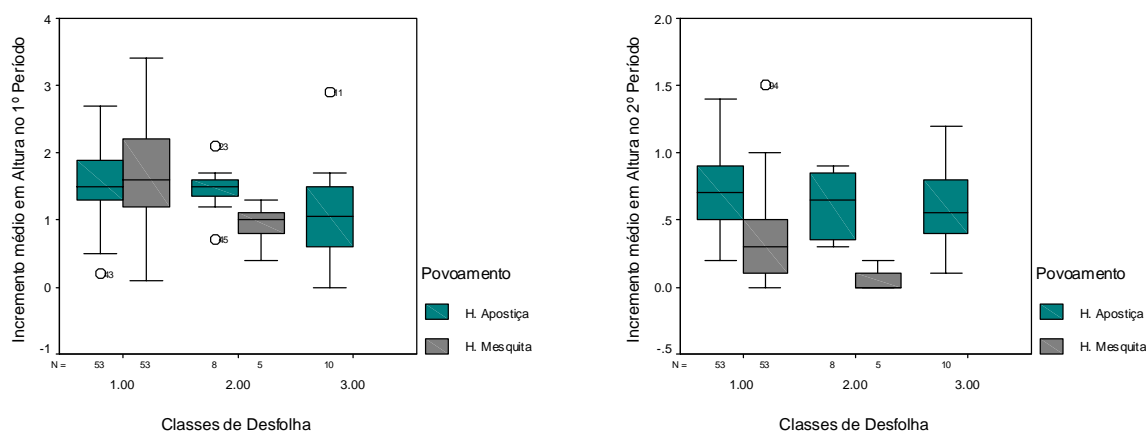 Incremento médio em Altura no 1º Período
4
3
2
1
0
-1
43
23
45
11
N =
53
53
8
5
10
1.00
2.00
3.00
Classes de Desfolha
Povoamento
H. Apostiça
H. Mesquita
Incremento médio em Altura no 2º Período
2.0
1.5
1.0
.5
0.0
-.5
94
N =
53
53
8
5
10
1.00
2.00
3.00
Classes de Desfolha
Povoamento
H. Apostiça
H. Mesquita